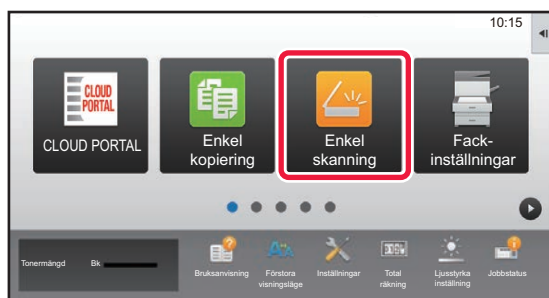 10:15
CLOUD
PORTAL
CLOUD PORTAL
Enkel
kopiering
Enkel
skanning
Fack-
inställningar
Tonermängd
Bk
Bruksanvisning
Förstora
visningsläge
Inställningar
Total
räkning
Ljusstyrka
inställning
Jobbstatus